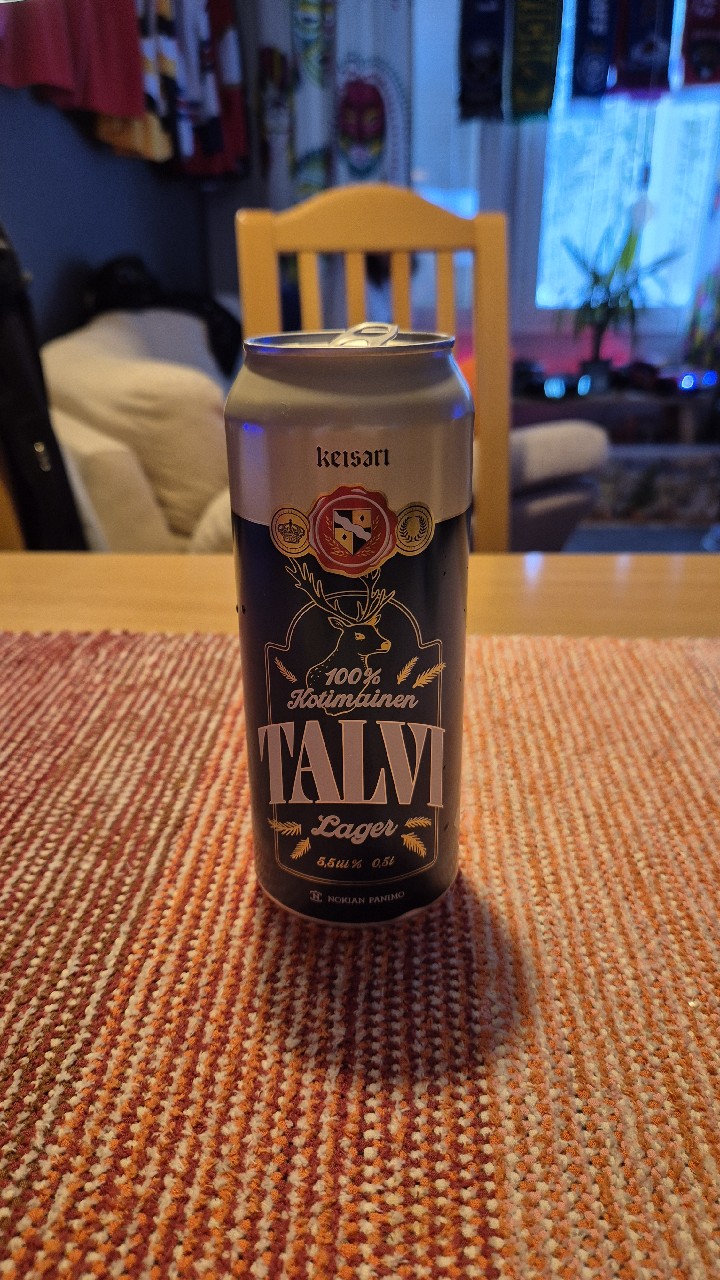 keisari
100%
Kotimainen
TALVI
Lager
5,5 til % 0,5l
NOKIAN PANIMO